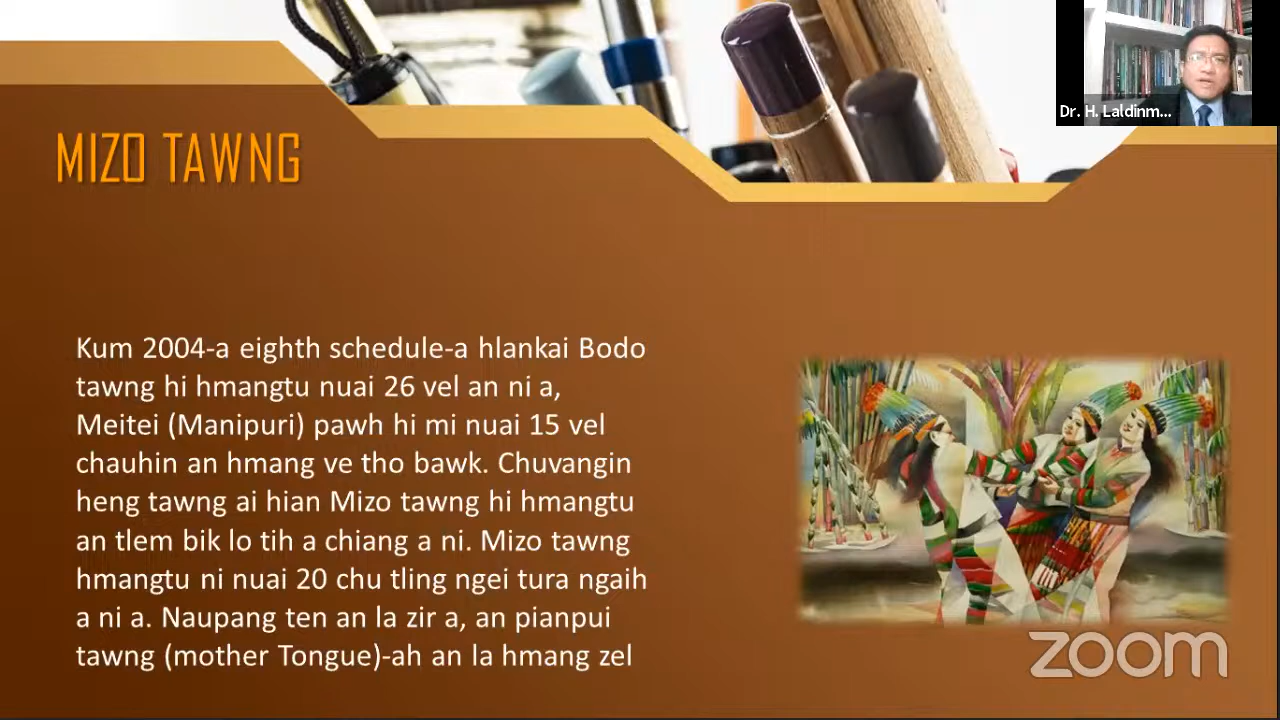 Dr. H. Laldinm...
MIZO TAWNG
Kum 2004-a eighth schedule-a hlankai Bodo
tawng hi hmangtu nuai 26 vel an ni a,
Meitei (Manipuri) pawh hi mi nuai 15 vel
chauhin an hmang ve tho bawk. Chuvangin
heng tawng ai hian Mizo tawng hi hmangtu
an tlem bik lo tih a chiang a ni. Mizo tawng
hmangtu ni nuai 20 chu tling ngei tura ngaih
a ni a. Naupang ten an la zir a, an pianpui
tawng (mother Tongue)-ah an la hmang zel
zoom